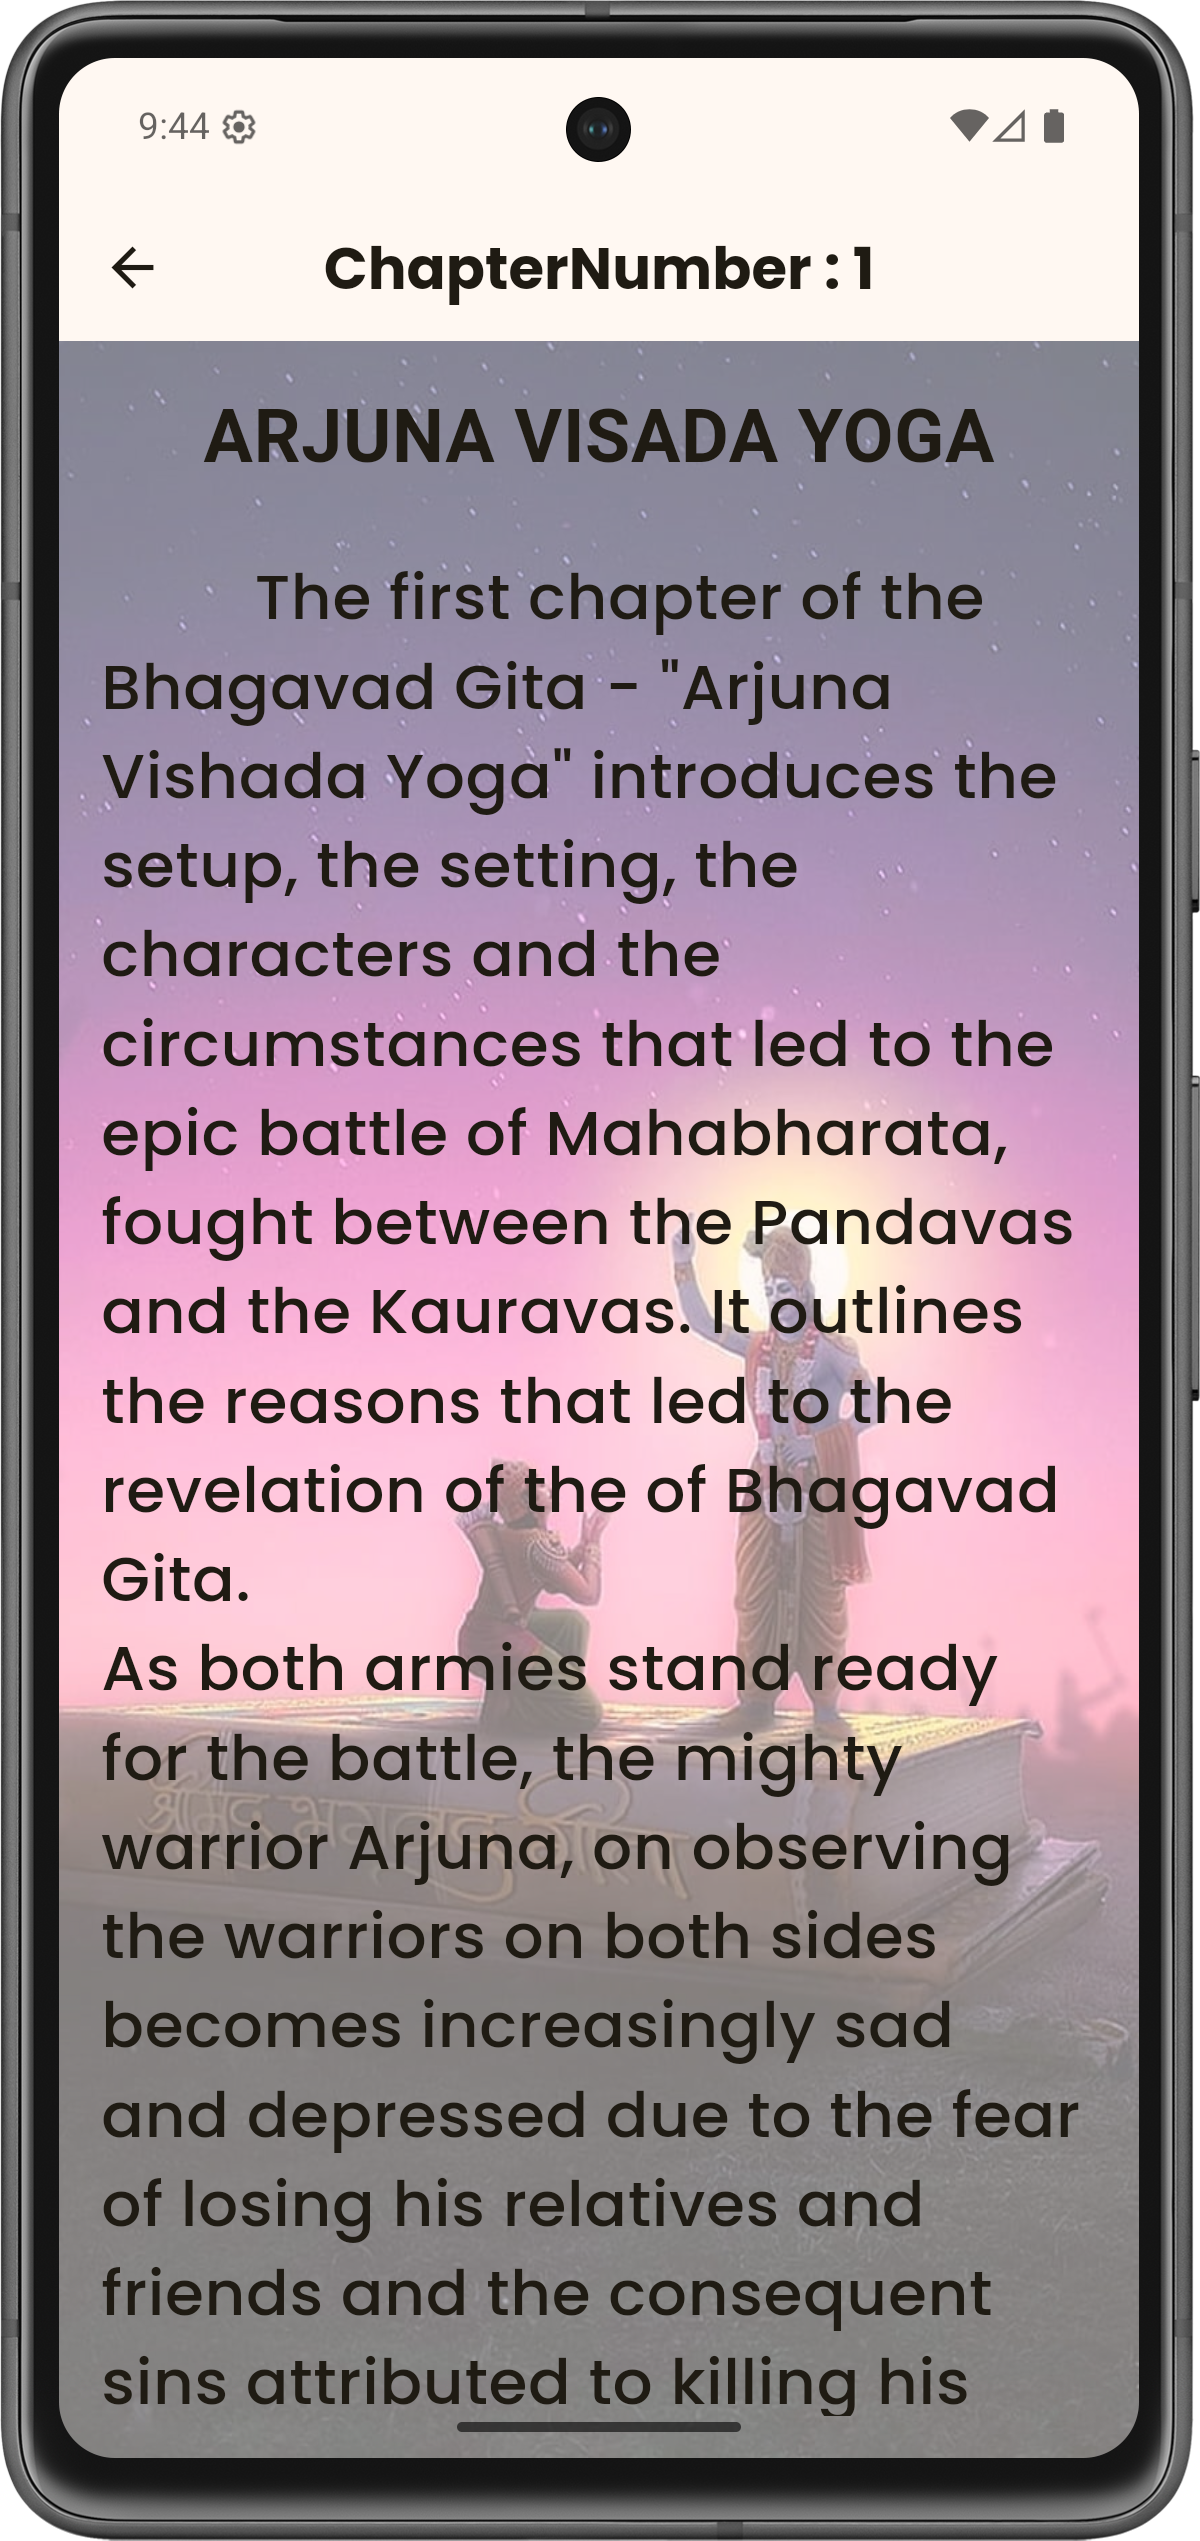 9:44
ChapterNumber : 1
ARJUNA VISADA YOGA
The first chapter of the
Bhagavad Gita - "Arjuna
Vishada Yoga" introduces the
setup, the setting, the
characters and the
circumstances that led to the
epic battle of Mahabharata,
fought between the Pandavas
and the Kauravas. It outlines
the reasons that led to the
revelation of the of Bhagavad
Gita.
As both armies stand ready
for the battle, the mighty
warrior Arjuna, on observing
the warriors on both sides
becomes increasingly sad
and depressed due to the fear
of losing his relatives and
friends and the consequent
sins attributed to killing his
श्रीमद् भगवद् गीता